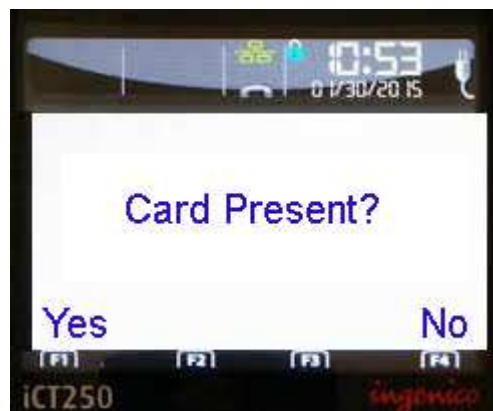 10:53
01/30/2015
Card Present?
Yes No
F1 F2 F3 F4
iCT250 ingenico